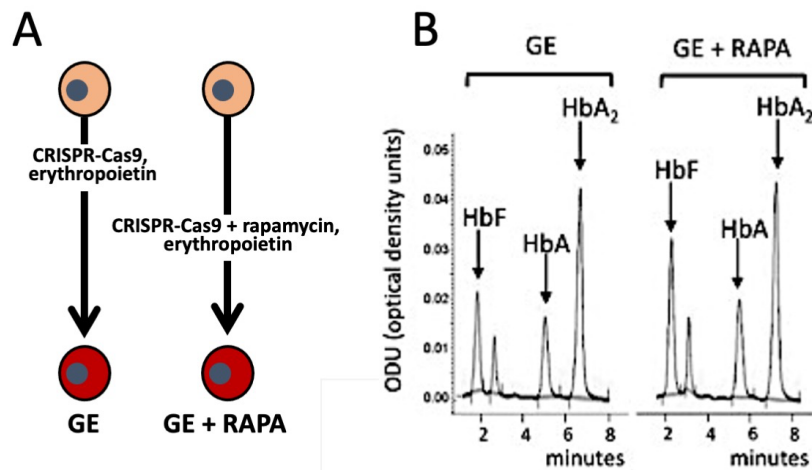 A
CRISPR-Cas9,
erythropoietin
CRISPR-Cas9 + rapamycin,
erythropoietin
GE
GE + RAPA
B
GE
GE + RAPA
HbA₂
HbA₂
HbF
HbF
HbA
HbA
ODU (optical density units)
0.05
0.04
0.03
0.02
0.01
0.00
2 4 6 8
2 4 6 8
minutes
minutes